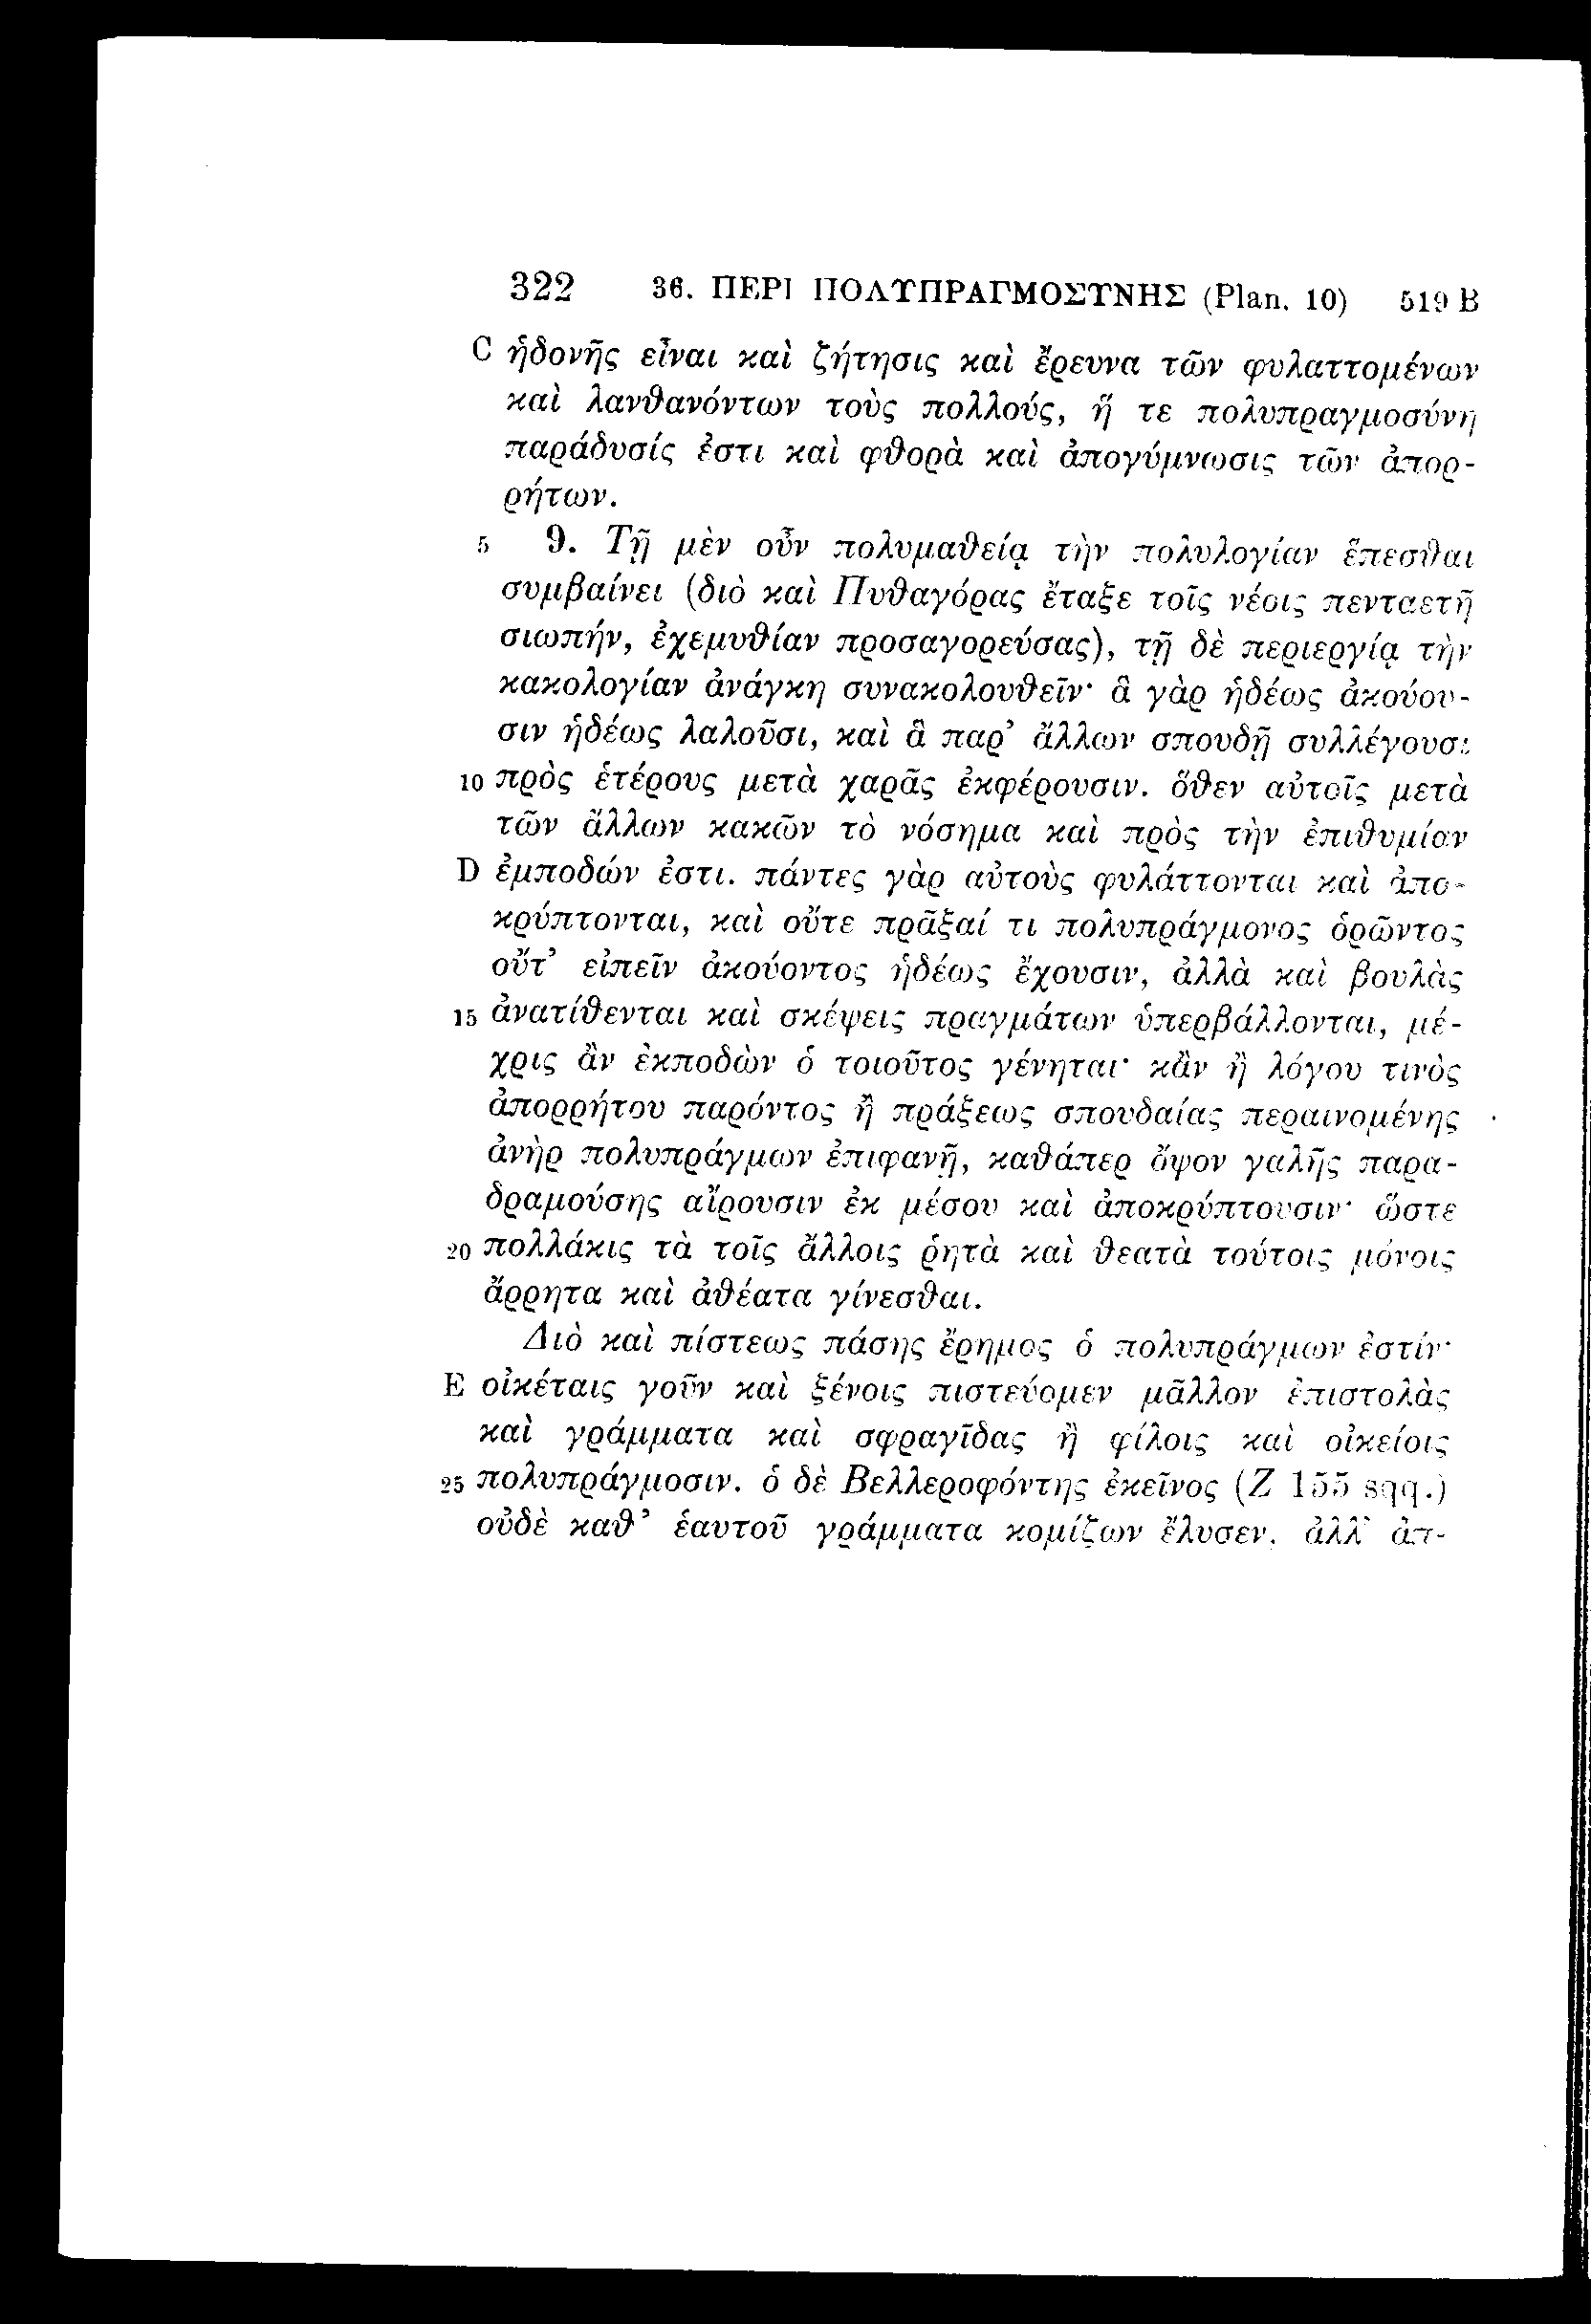 322 36. ΠΕΡΙ ΠΟΛΥΠΡΑΓΜΟΣΥΝΗΣ (Plan. 10) 519 B
C ἡδονῆς εἶναι καὶ ζήτησις καὶ ἔρευνα τῶν φυλαττομένων
καὶ λανθανόντων τοὺς πολλούς, ἥ τε πολυπραγμοσύνη
παράδυσίς ἐστι καὶ φθορὰ καὶ ἀπογύμνωσις τῶν ἀπορ-
ρήτων.
5 9. Τῇ μὲν οὖν πολυμαθείᾳ τὴν πολυλογίαν ἕπεσθαι
συμβαίνει (διὸ καὶ Πυθαγόρας ἔταξε τοῖς νέοις πενταετῆ
σιωπήν, ἐχεμυθίαν προσαγορεύσας), τῇ δὲ περιεργίᾳ τὴν
κακολογίαν ἀνάγκη συνακολουθεῖν· ἃ γὰρ ἡδέως ἀκούου-
σιν ἡδέως λαλοῦσι, καὶ ἃ παρ’ ἄλλων σπουδῇ συλλέγουσι
10 πρὸς ἑτέρους μετὰ χαρᾶς ἐκφέρουσιν. ὅθεν αὐτοῖς μετὰ
τῶν ἄλλων κακῶν τὸ νόσημα καὶ πρὸς τὴν ἐπιθυμίαν
D ἐμποδών ἐστι. πάντες γὰρ αὐτοὺς φυλάττονται καὶ ἀπο-
κρύπτονται, καὶ οὔτε πρᾶξαί τι πολυπράγμονος ὁρῶντος
οὔτ’ εἰπεῖν ἀκούοντος ἡδέως ἔχουσιν, ἀλλὰ καὶ βουλὰς
15 ἀνατίθενται καὶ σκέψεις πραγμάτων ὑπερβάλλονται, μέ-
χρις ἂν ἐκποδὼν ὁ τοιοῦτος γένηται· κἂν ἢ λόγου τινὸς
ἀπορρήτου παρόντος ἢ πράξεως σπουδαίας περαινομένης
ἀνὴρ πολυπράγμων ἐπιφανῇ, καθάπερ ὄψον γαλῆς παρα-
δραμούσης αἴρουσιν ἐκ μέσου καὶ ἀποκρύπτουσιν· ὥστε
20 πολλάκις τὰ τοῖς ἄλλοις ῥητὰ καὶ θεατὰ τούτοις μόνοις
ἄρρητα καὶ ἀθέατα γίνεσθαι.
Διὸ καὶ πίστεως πάσης ἔρημος ὁ πολυπράγμων ἐστίν·
E οἰκέταις γοῦν καὶ ξένοις πιστεύομεν μᾶλλον ἐπιστολὰς
καὶ γράμματα καὶ σφραγῖδας ἢ φίλοις καὶ οἰκείοις
25 πολυπράγμοσιν. ὁ δὲ Βελλεροφόντης ἐκεῖνος (Ζ 155 sqq.)
οὐδὲ καθ’ ἑαυτοῦ γράμματα κομίζων ἔλυσεν, ἀλλ’ ἀπ-